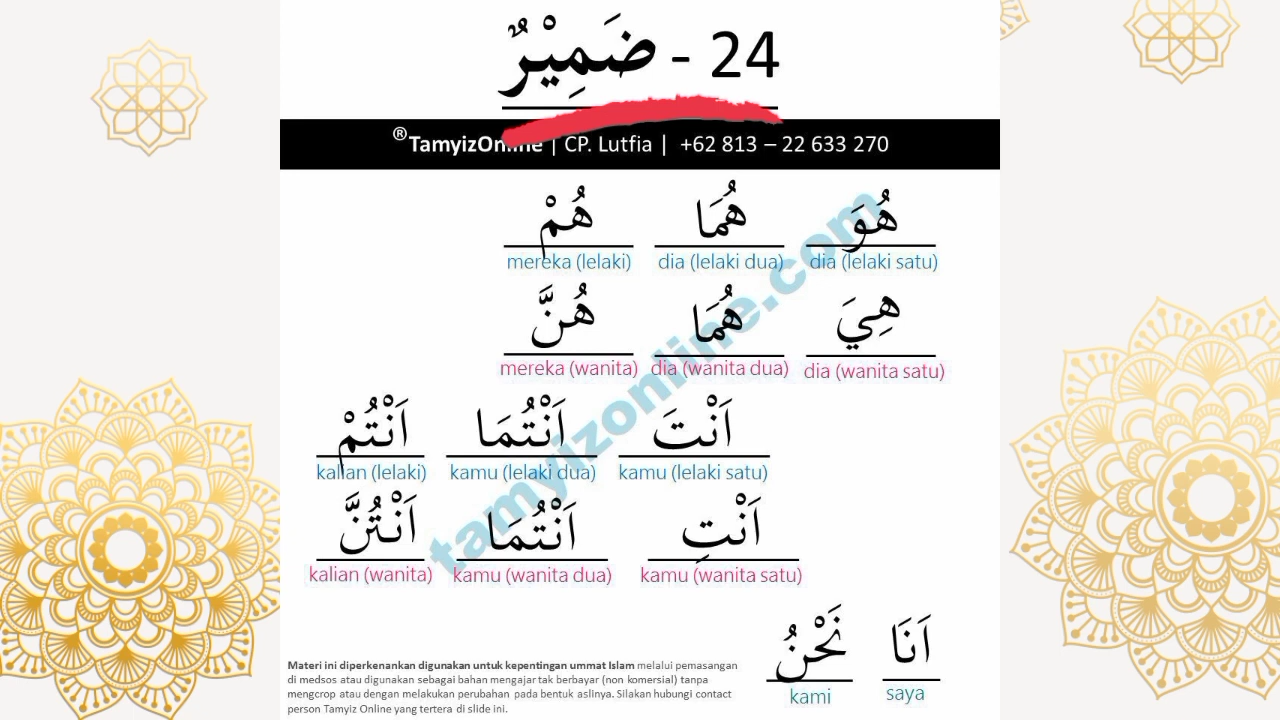 ضَمِيْرٌ - 24
®TamyizOnline | CP. Lutfia | +62 813 – 22 633 270
هُوَ هُمَا هُمْ
dia (lelaki satu) dia (lelaki dua) mereka (lelaki)
هِيَ هُمَا هُنَّ
dia (wanita satu) dia (wanita dua) mereka (wanita)
اَنْتَ اَنْتُمَا اَنْتُمْ
kamu (lelaki satu) kamu (lelaki dua) kalian (lelaki)
اَنْتِ اَنْتُمَا اَنْتُنَّ
kamu (wanita satu) kamu (wanita dua) kalian (wanita)
اَنَا نَحْنُ
saya kami
Materi ini diperkenankan digunakan untuk kepentingan ummat Islam melalui pemasangan
di medsos atau digunakan sebagai bahan mengajar tak berbayar (non komersial) tanpa
mengcrop atau dengan melakukan perubahan pada bentuk aslinya. Silakan hubungi contact
person Tamyiz Online yang tertera di slide ini.
tamyizonline.com